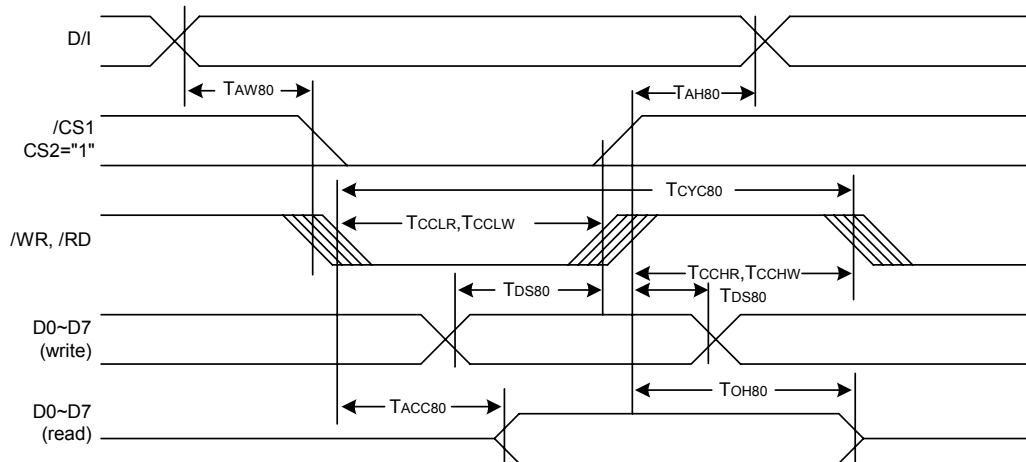 D/I
TAW80
TAH80
/CS1
CS2="1"
TCYC80
TCCLR,TCCLW
/WR, /RD
TCCHR,TCCHW
TDS80
TDS80
D0~D7
(write)
TACC80
TOH80
D0~D7
(read)